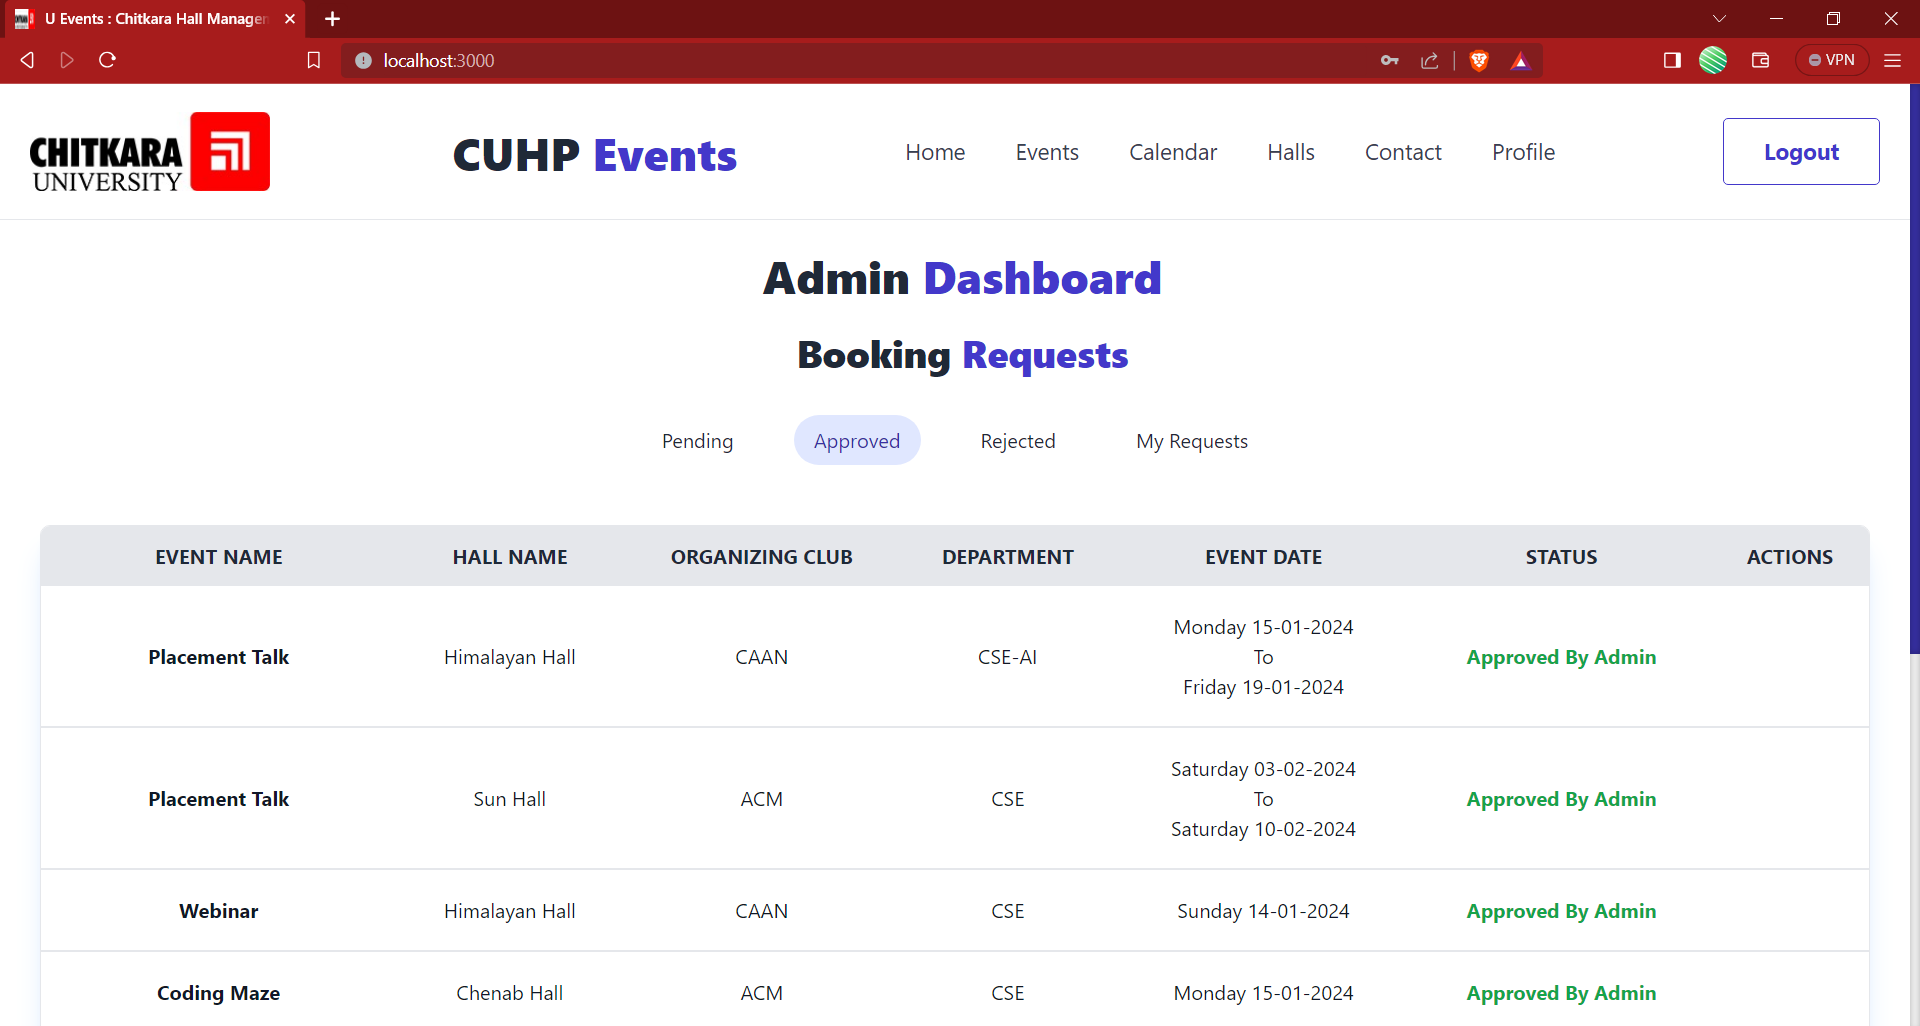 U Events : Chitkara Hall Managen
localhost:3000
VPN
CHITKARA
UNIVERSITY
CUHP Events
Home
Events
Calendar
Halls
Contact
Profile
Logout
Admin Dashboard
Booking Requests
Pending
Approved
Rejected
My Requests
EVENT NAME HALL NAME ORGANIZING CLUB DEPARTMENT EVENT DATE STATUS ACTIONS
Monday 15-01-2024
Placement Talk Himalayan Hall CAAN CSE-AI To Approved By Admin
Friday 19-01-2024
Saturday 03-02-2024
Placement Talk Sun Hall ACM CSE To Approved By Admin
Saturday 10-02-2024
Webinar Himalayan Hall CAAN CSE Sunday 14-01-2024 Approved By Admin
Coding Maze Chenab Hall ACM CSE Monday 15-01-2024 Approved By Admin